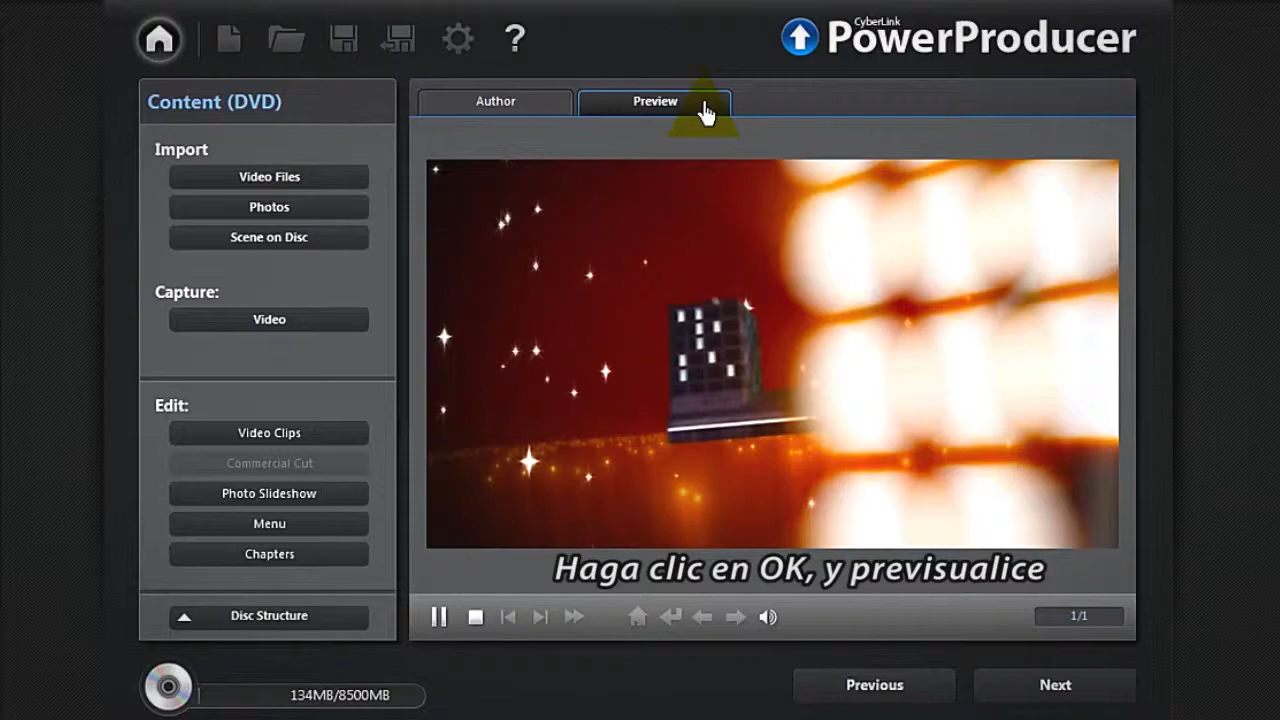 ?
CyberLink
PowerProducer
Content (DVD)
Author
Preview
Import
Video Files
Photos
Scene on Disc
Capture:
Video
Edit:
Video Clips
Commercial Cut
Photo Slideshow
Menu
Chapters
Disc Structure
Haga clic en OK, y previsualice
1/1
134MB/8500MB
Previous
Next